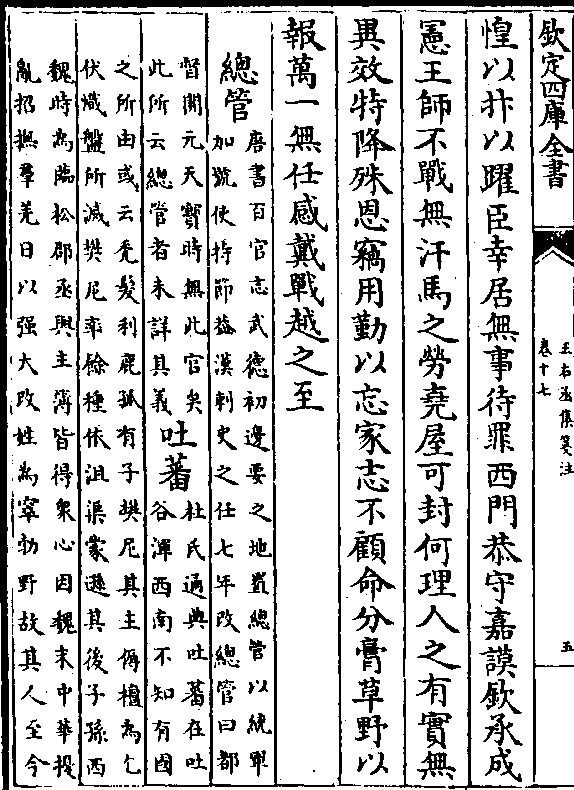 欽定四庫全書
王右丞集箋注
卷十七
五
惶以抃以躍臣幸居無事待罪西門恭守嘉謨欽承成
憲王師不戰無汗馬之勞堯屋可封何理人之有實無
異效特降殊恩竊用勤以忘家志不顧命分膏草野以
報萬一無任感戴戰越之至
總管
唐書百官志武德初邊要之地置總管以統軍
加號使持節蓋漢刺史之任七年改總管曰都
督開元天寶時無此官矣
此所云總管者未詳其義
吐蕃
杜氏通典吐蕃在吐
谷渾西南不知有國
之所由或云禿髮利鹿孤有子樊尼其主傉檀為乞
伏熾盤所滅樊尼率餘種依沮渠蒙遜其後子孫西
魏時為臨松郡丞與主簿皆得衆心因魏末中華擾
亂招撫羣羌日以强大改姓為窣勃野故其人至今